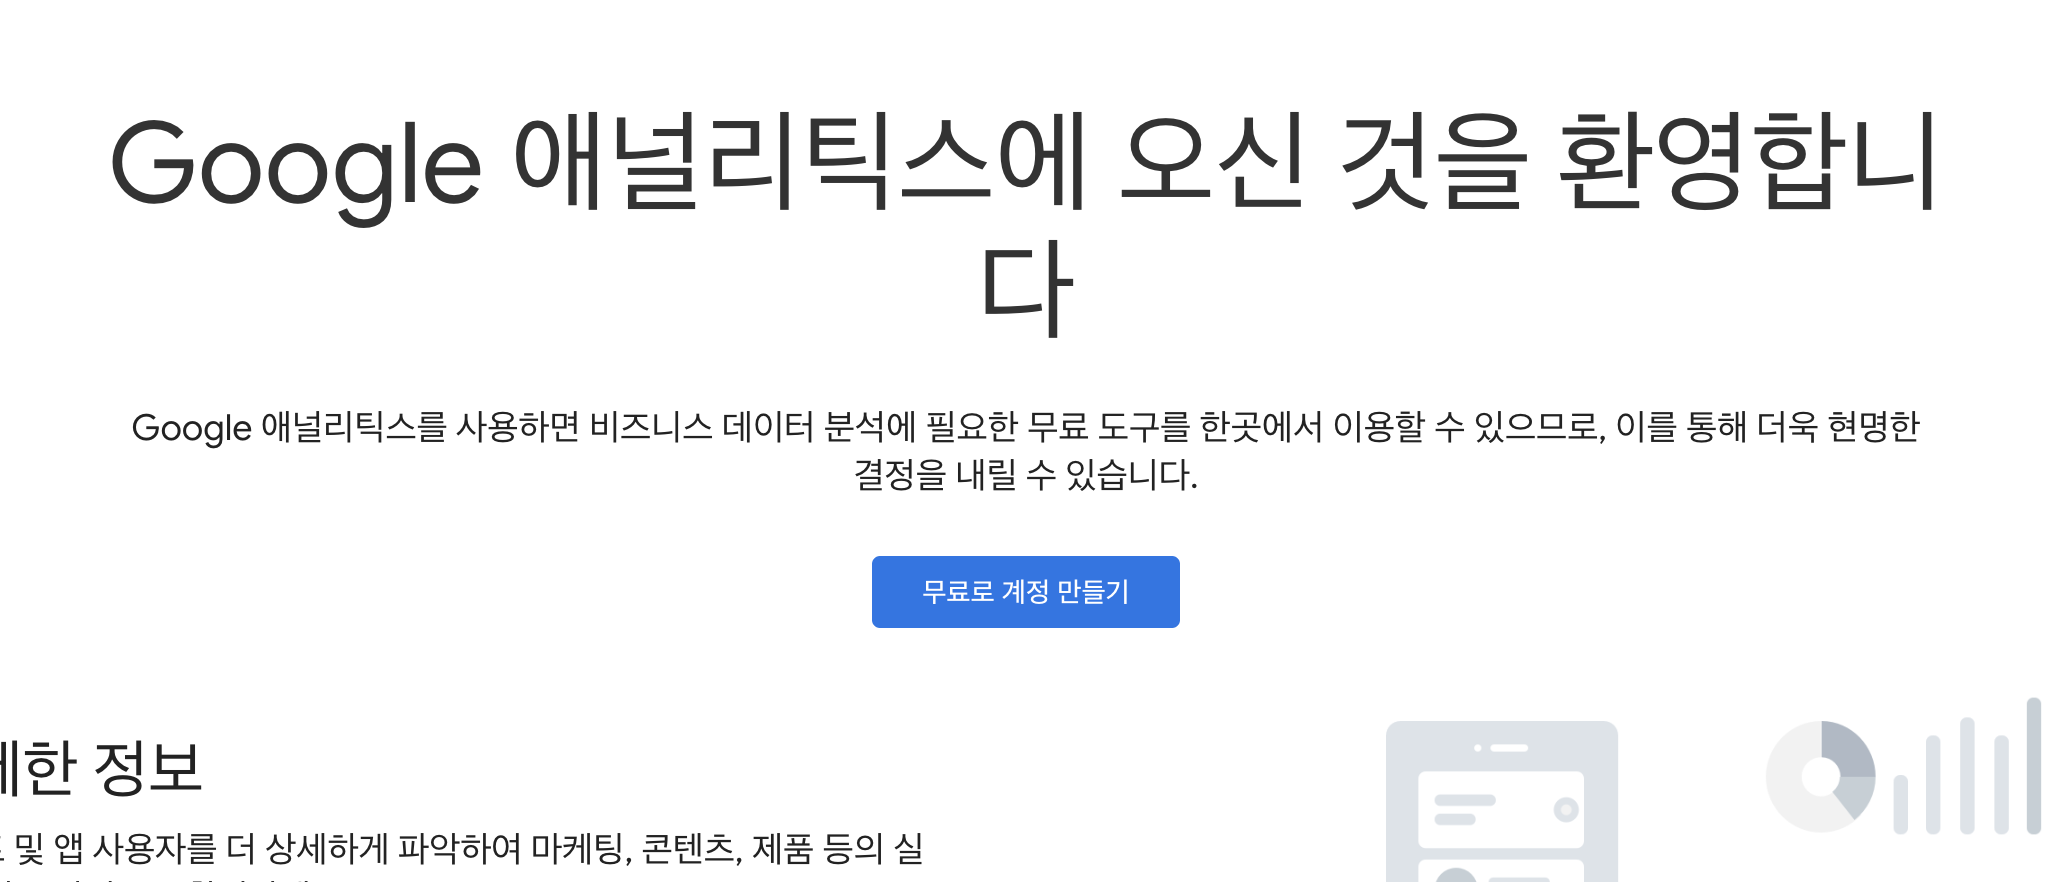 Google 애널리틱스에 오신 것을 환영합니
다
Google 애널리틱스를 사용하면 비즈니스 데이터 분석에 필요한 무료 도구를 한곳에서 이용할 수 있으므로, 이를 통해 더욱 현명한
결정을 내릴 수 있습니다.
무료로 계정 만들기
정보
및 앱 사용자를 더 상세하게 파악하여 마케팅, 콘텐츠, 제품 등의 실